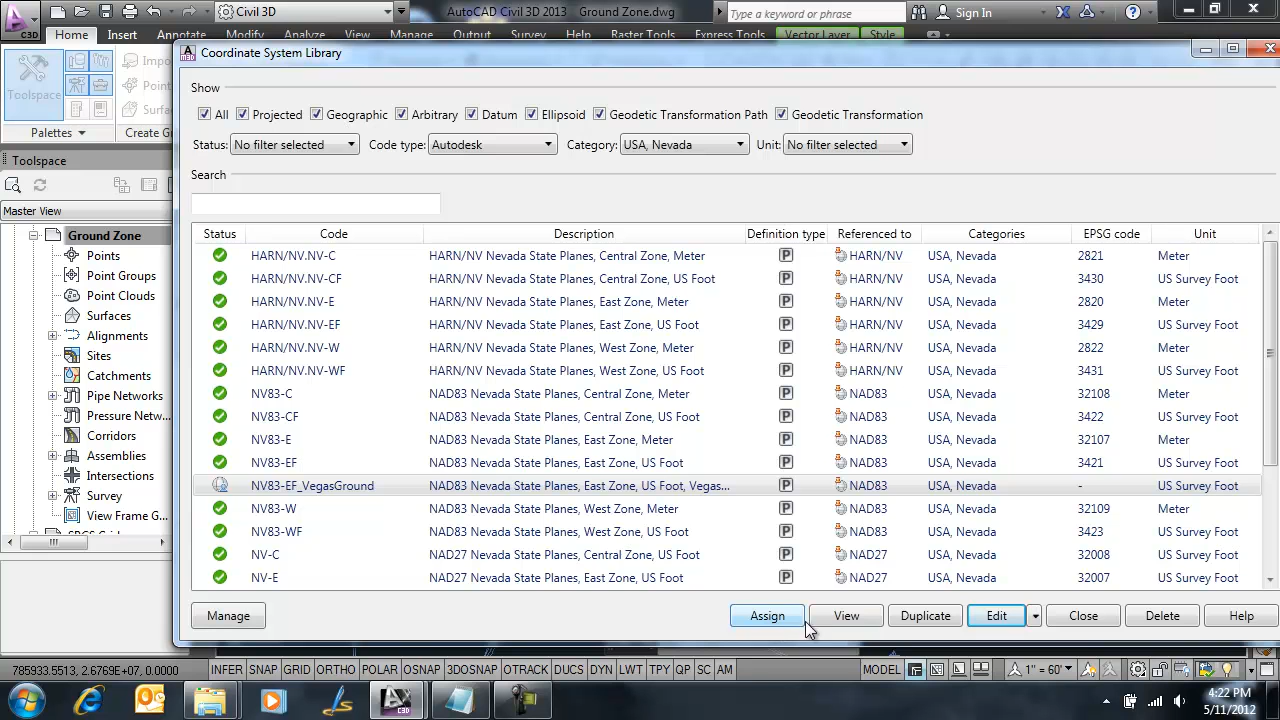 Civil 3D AutoCAD Civil 3D 2013 Ground Zone.dwg Type a keyword or phrase Sign In
C3D Home Insert Annotate Modify Analyze View Manage Output Survey Help Raster Tools Express Tools Vector Layer Style
Toolspace
Palettes Create Gr
Coordinate System Library
Show
All Projected Geographic Arbitrary Datum Ellipsoid Geodetic Transformation Path Geodetic Transformation
Status: No filter selected Code type: Autodesk Category: USA, Nevada Unit: No filter selected
Search
Toolspace
Master View
Ground Zone
Points
Point Groups
Point Clouds
Surfaces
Alignments
Sites
Catchments
Pipe Networks
Pressure Netw...
Corridors
Assemblies
Intersections
Survey
View Frame G...
Status Code Description Definition type Referenced to Categories EPSG code Unit
HARN/NV.NV-C HARN/NV Nevada State Planes, Central Zone, Meter P HARN/NV USA, Nevada 2821 Meter
HARN/NV.NV-CF HARN/NV Nevada State Planes, Central Zone, US Foot P HARN/NV USA, Nevada 3430 US Survey Foot
HARN/NV.NV-E HARN/NV Nevada State Planes, East Zone, Meter P HARN/NV USA, Nevada 2820 Meter
HARN/NV.NV-EF HARN/NV Nevada State Planes, East Zone, US Foot P HARN/NV USA, Nevada 3429 US Survey Foot
HARN/NV.NV-W HARN/NV Nevada State Planes, West Zone, Meter P HARN/NV USA, Nevada 2822 Meter
HARN/NV.NV-WF HARN/NV Nevada State Planes, West Zone, US Foot P HARN/NV USA, Nevada 3431 US Survey Foot
NV83-C NAD83 Nevada State Planes, Central Zone, Meter P NAD83 USA, Nevada 32108 Meter
NV83-CF NAD83 Nevada State Planes, Central Zone, US Foot P NAD83 USA, Nevada 3422 US Survey Foot
NV83-E NAD83 Nevada State Planes, East Zone, Meter P NAD83 USA, Nevada 32107 Meter
NV83-EF NAD83 Nevada State Planes, East Zone, US Foot P NAD83 USA, Nevada 3421 US Survey Foot
NV83-EF_VegasGround NAD83 Nevada State Planes, East Zone, US Foot, Vegas... P NAD83 USA, Nevada - US Survey Foot
NV83-W NAD83 Nevada State Planes, West Zone, Meter P NAD83 USA, Nevada 32109 Meter
NV83-WF NAD83 Nevada State Planes, West Zone, US Foot P NAD83 USA, Nevada 3423 US Survey Foot
NV-C NAD27 Nevada State Planes, Central Zone, US Foot P NAD27 USA, Nevada 32008 US Survey Foot
NV-E NAD27 Nevada State Planes, East Zone, US Foot P NAD27 USA, Nevada 32007 US Survey Foot
Manage Assign View Duplicate Edit Close Delete Help
785933.5513, 2.6769e+07, 0.0000 INFER SNAP GRID ORTHO POLAR OSNAP 3DOSNAP OTRACK DUCS DYN LWT TPY QP SC AM MODEL 1" = 60'
4:22 PM
5/11/2012